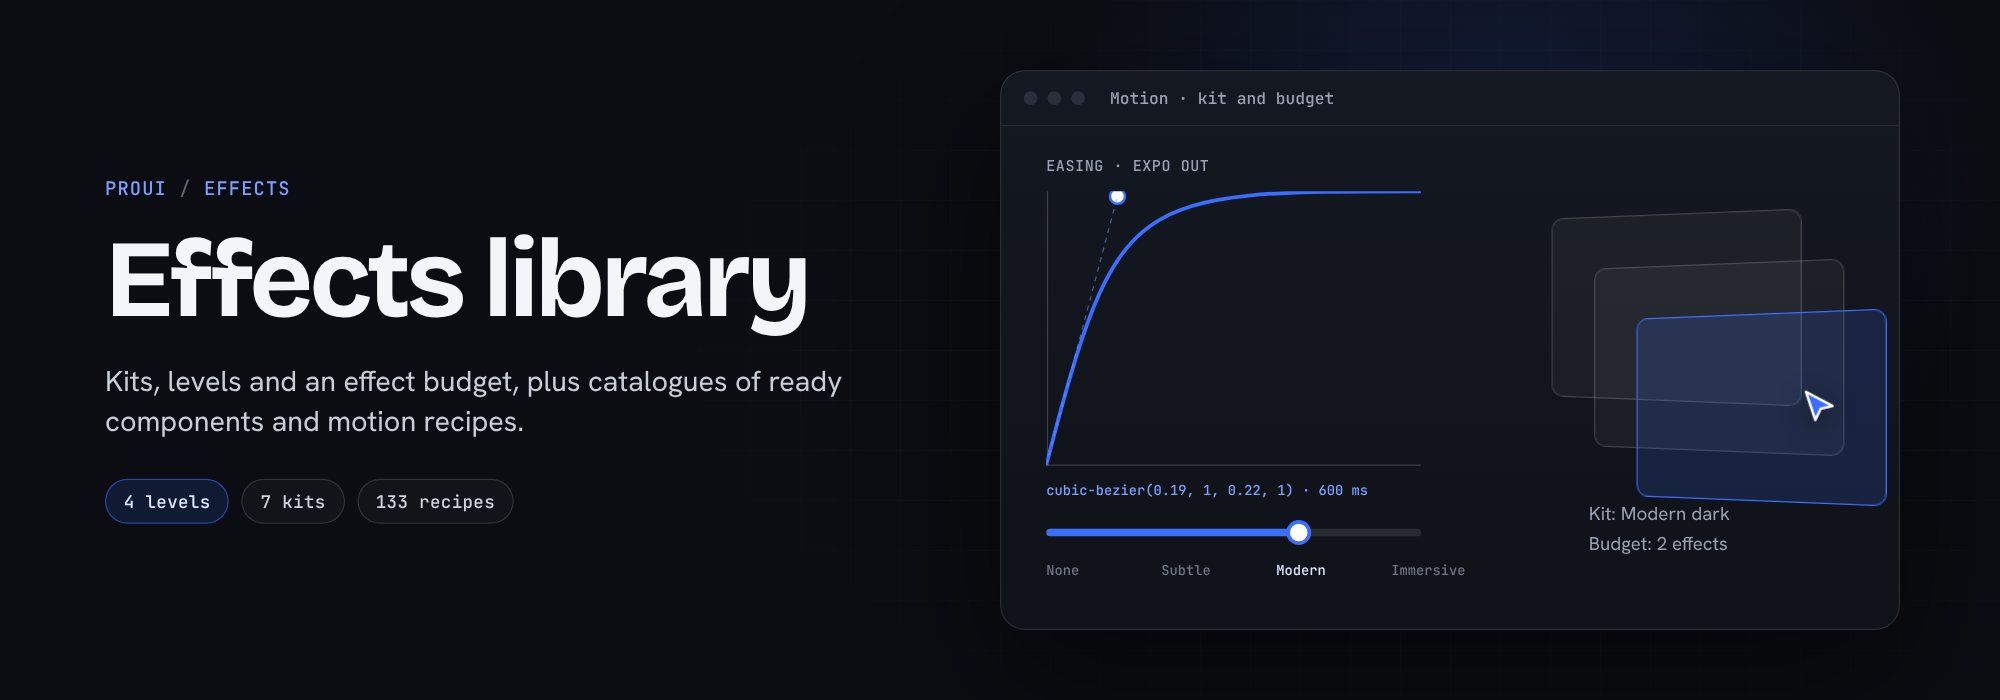 PROUI / EFFECTS
Effects library
Kits, levels and an effect budget, plus catalogues of ready
components and motion recipes.
4 levels
7 kits
133 recipes
Motion · kit and budget
EASING · EXPO OUT
cubic-bezier(0.19, 1, 0.22, 1) · 600 ms
None
Subtle
Modern
Immersive
Kit: Modern dark
Budget: 2 effects